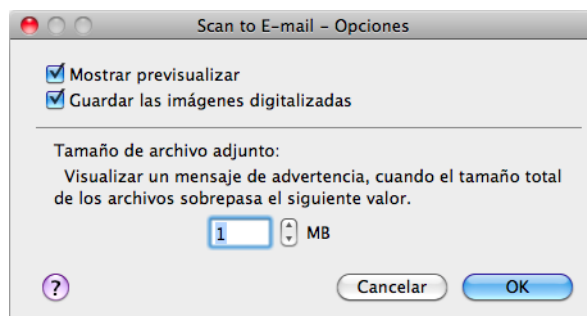 Scan to E-mail – Opciones
Mostrar previsualizar
Guardar las imágenes digitalizadas
Tamaño de archivo adjunto:
Visualizar un mensaje de advertencia, cuando el tamaño total
de los archivos sobrepasa el siguiente valor.
1 MB
? Cancelar OK